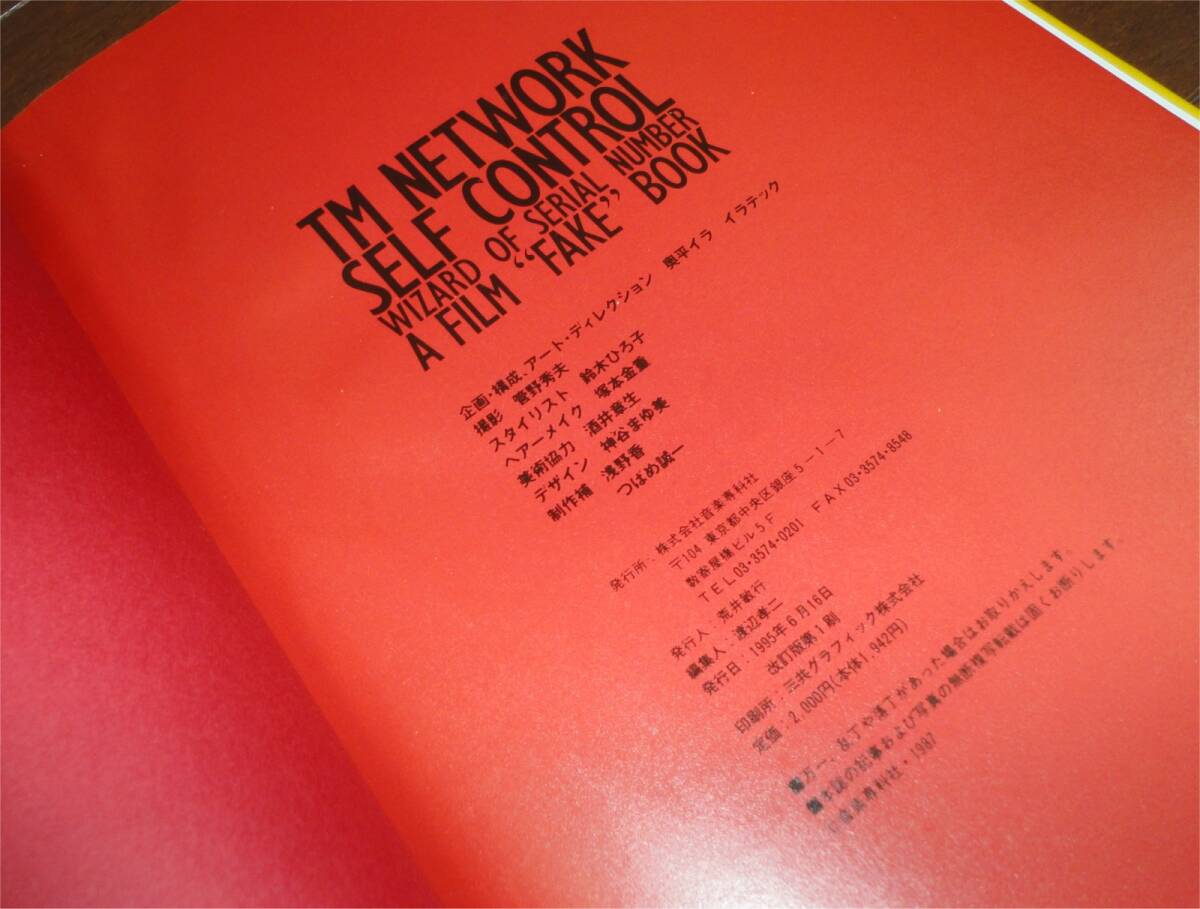 TM NETWORK
SELF CONTROL
WIZARD OF SERIAL NUMBER
A FILM “FAKE” BOOK
企画・構成、アート・ディレクション 奥平イラ イラテック
撮影 菅野秀夫
スタイリスト 鈴木ひろ子
ヘアーメイク 塚本金重
美術協力 酒井章生
デザイン 神谷まゆ美
浅野香
制作補 つばめ誠一
発行所:株式会社音楽専科社
〒104 東京都中央区銀座5-1-7
数寄屋橋ビル5F
TEL03・3574・0201 FAX03・3574・8548
発行人:荒井敏行
編集人:渡辺孝二
発行日:1995年6月16日
改訂版第1刷
印刷所:三共グラフィック株式会社
定価:2,000円(本体1,942円)
万一、乱丁や落丁があった場合はお取りかえします。
本誌の記事および写真の無断複写転載は固くお断りします。
音楽専科社・1987